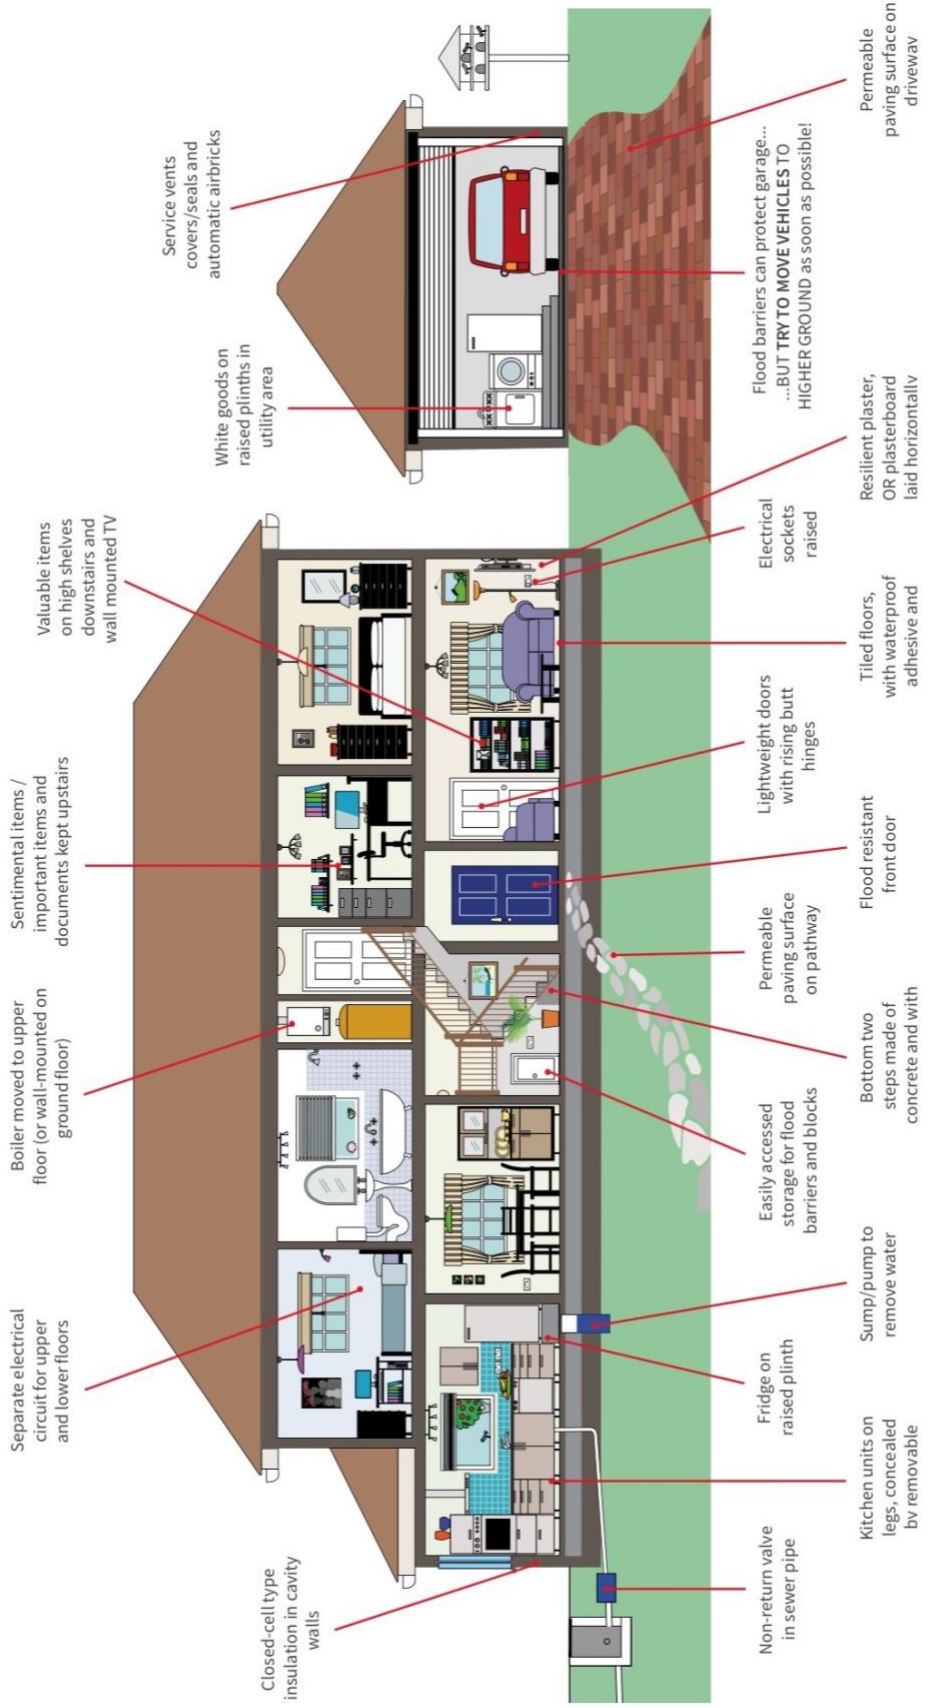 Separate electrical
circuit for upper
and lower floors
Boiler moved to upper
floor (or wall-mounted on
ground floor)
Sentimental items /
important items and
documents kept upstairs
Valuable items
on high shelves
downstairs and
wall mounted TV
White goods on
raised plinths in
utility area
Service vents
covers/seals and
automatic airbricks
Closed-cell type
insulation in cavity
walls
Non-return valve
in sewer pipe
Fridge on
raised plinth
Easily accessed
storage for flood
barriers and blocks
Permeable
paving surface
on pathway
Lightweight doors
with rising butt
hinges
Electrical
sockets
raised
Flood barriers can protect garage...
...BUT TRY TO MOVE VEHICLES TO
HIGHER GROUND as soon as possible!
Kitchen units on
legs, concealed
by removable
Sump/pump to
remove water
Bottom two
steps made of
concrete and with
Flood resistant
front door
Tiled floors,
with waterproof
adhesive and
Resilient plaster,
OR plasterboard
laid horizontally
Permeable
paving surface on
driveway